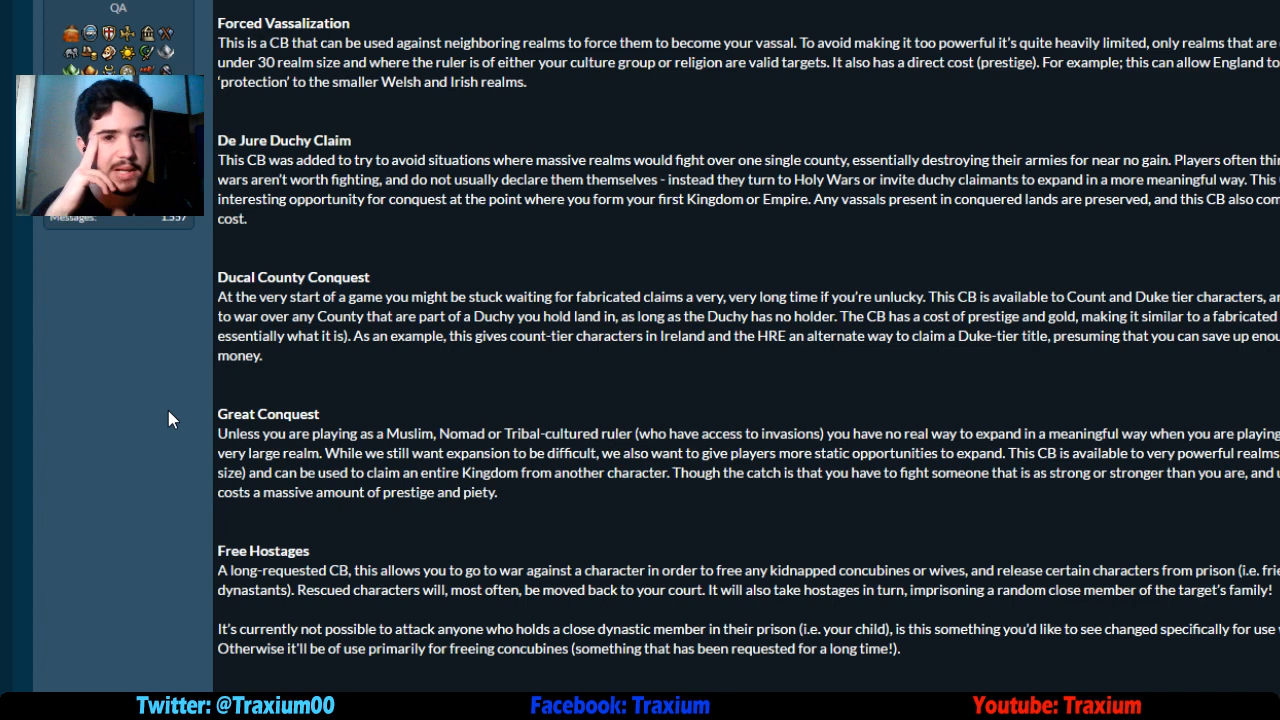 QA
Forced Vassalization
This is a CB that can be used against neighboring realms to force them to become your vassal. To avoid making it too powerful it's quite heavily limited, only realms that are
under 30 realm size and where the ruler is of either your culture group or religion are valid targets. It also has a direct cost (prestige). For example; this can allow England to
'protection' to the smaller Welsh and Irish realms.
De Jure Duchy Claim
This CB was added to try to avoid situations where massive realms would fight over one single county, essentially destroying their armies for near no gain. Players often thin
wars aren't worth fighting, and do not usually declare them themselves - instead they turn to Holy Wars or invite duchy claimants to expand in a more meaningful way. This
interesting opportunity for conquest at the point where you form your first Kingdom or Empire. Any vassals present in conquered lands are preserved, and this CB also com
cost.
Messages: 1.557
Ducal County Conquest
At the very start of a game you might be stuck waiting for fabricated claims a very, very long time if you're unlucky. This CB is available to Count and Duke tier characters, an
to war over any County that are part of a Duchy you hold land in, as long as the Duchy has no holder. The CB has a cost of prestige and gold, making it similar to a fabricated
essentially what it is). As an example, this gives count-tier characters in Ireland and the HRE an alternate way to claim a Duke-tier title, presuming that you can save up enou
money.
Great Conquest
Unless you are playing as a Muslim, Nomad or Tribal-cultured ruler (who have access to invasions) you have no real way to expand in a meaningful way when you are playing
very large realm. While we still want expansion to be difficult, we also want to give players more static opportunities to expand. This CB is available to very powerful realms
size) and can be used to claim an entire Kingdom from another character. Though the catch is that you have to fight someone that is as strong or stronger than you are, and u
costs a massive amount of prestige and piety.
Free Hostages
A long-requested CB, this allows you to go to war against a character in order to free any kidnapped concubines or wives, and release certain characters from prison (i.e. frie
dynastants). Rescued characters will, most often, be moved back to your court. It will also take hostages in turn, imprisoning a random close member of the target's family!
It's currently not possible to attack anyone who holds a close dynastic member in their prison (i.e. your child), is this something you'd like to see changed specifically for use
Otherwise it'll be of use primarily for freeing concubines (something that has been requested for a long time!).
Twitter: @Traxium00
Facebook: Traxium
Youtube: Traxium